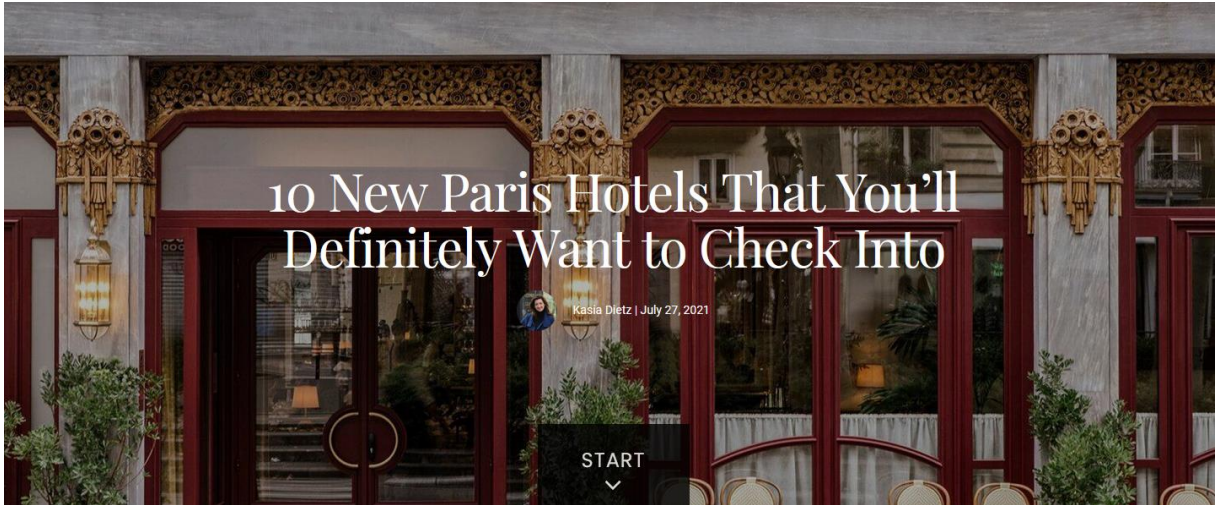 10 New Paris Hotels That You’ll
Definitely Want to Check Into
Kasia Dietz | July 27, 2021
START